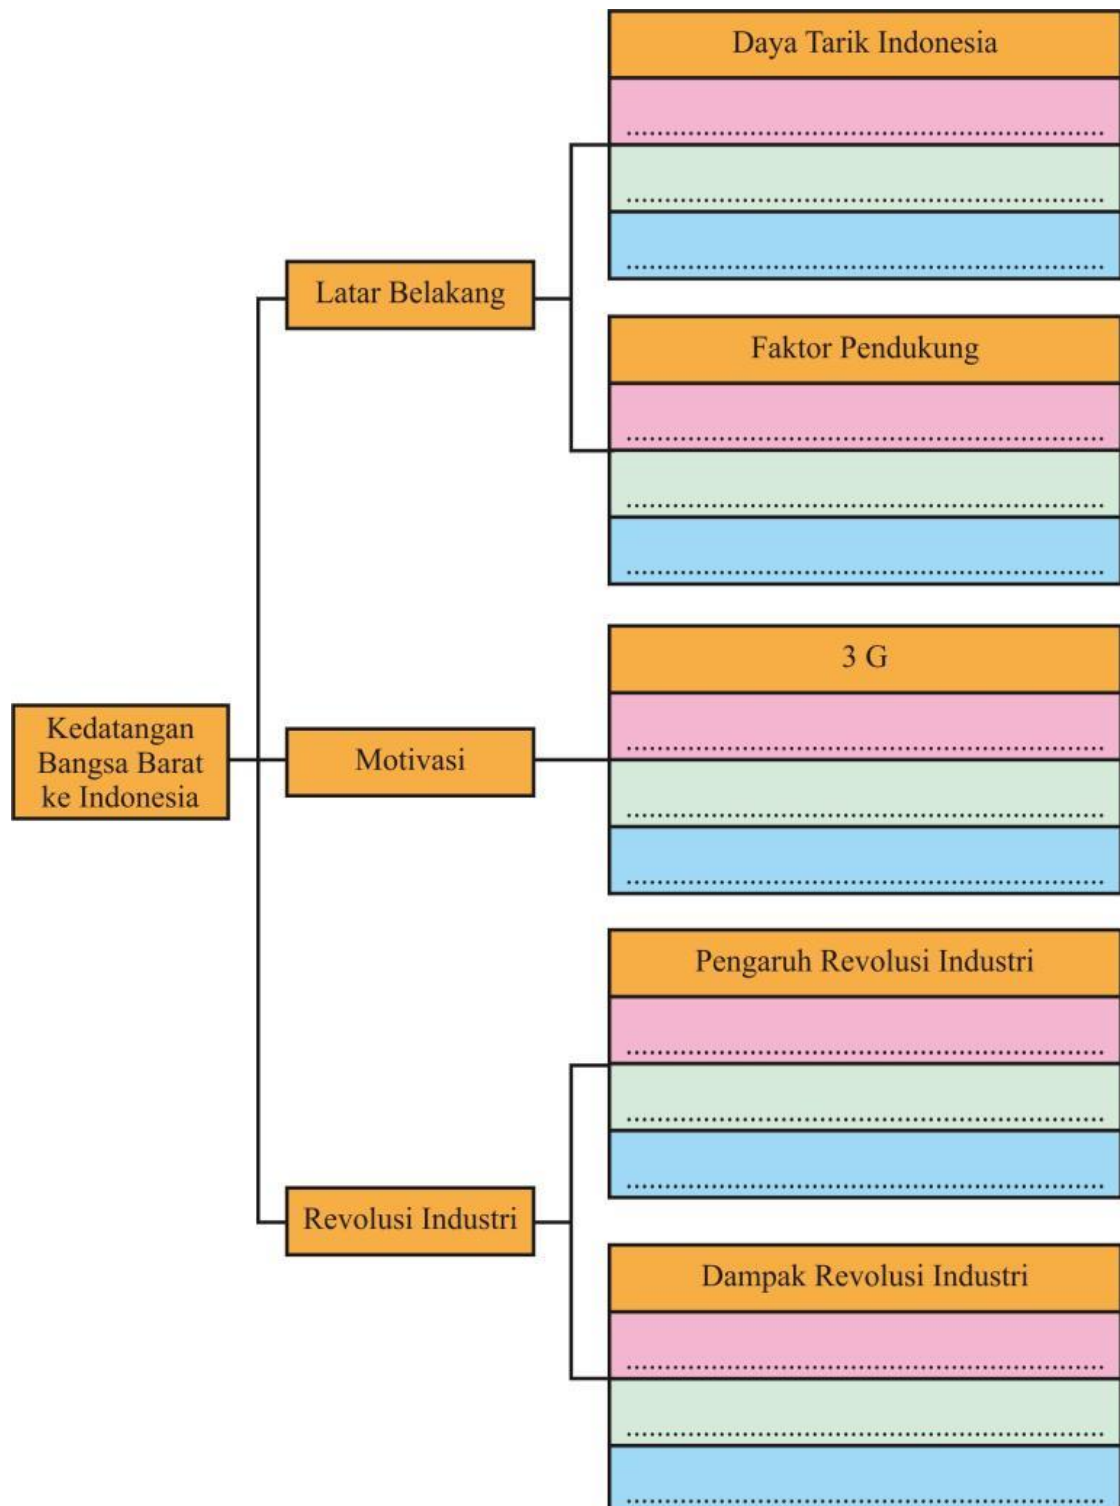 Daya Tarik Indonesia
................................................................
................................................................
................................................................
Latar Belakang
Faktor Pendukung
................................................................
................................................................
................................................................
3 G
................................................................
................................................................
................................................................
Kedatangan
Bangsa Barat
ke Indonesia
Motivasi
Pengaruh Revolusi Industri
................................................................
................................................................
................................................................
Revolusi Industri
Dampak Revolusi Industri
................................................................
................................................................
................................................................